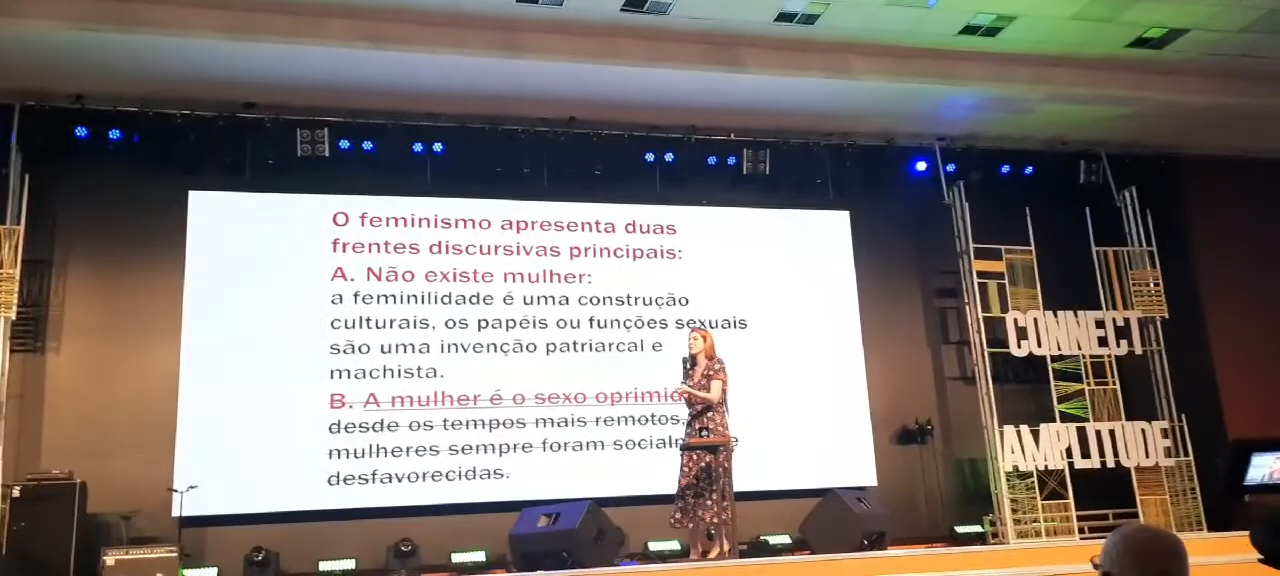 O feminismo apresenta duas
frentes discursivas principais:
A. Não existe mulher:
a feminilidade é uma construção
culturais, os papéis ou funções sexuais
são uma invenção patriarcal e
machista.
B. A mulher é o sexo
desde os tempos mais remotos,
mulheres sempre foram
desfavorecidas.
CONNECT
AMPLITUDE